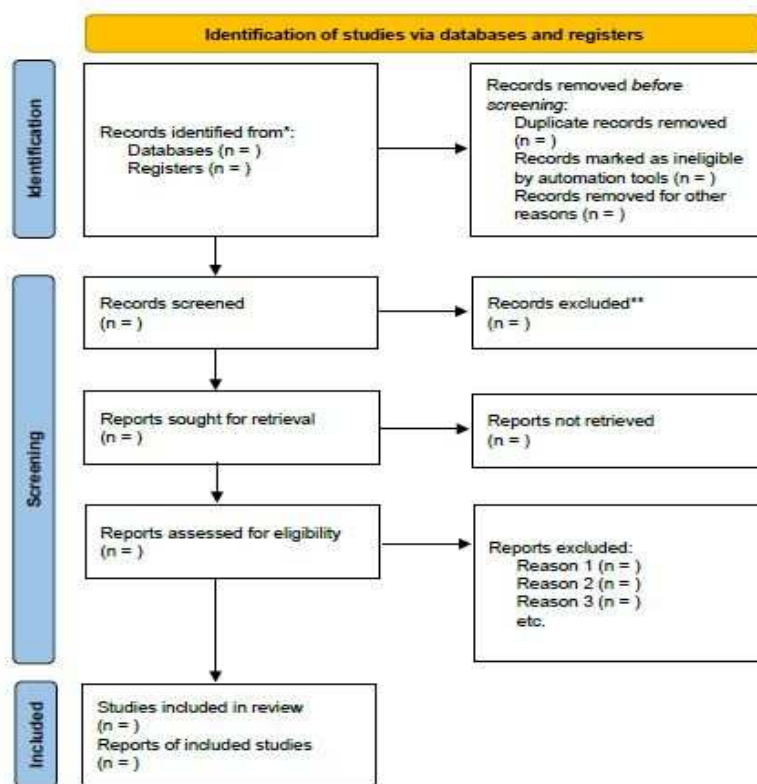 Identification of studies via databases and registers
Identification
Records identified from*:
Databases (n = )
Registers (n = )
Records removed before
screening:
Duplicate records removed
(n = )
Records marked as ineligible
by automation tools (n = )
Records removed for other
reasons (n = )
Screening
Records screened
(n = )
Records excluded**
(n = )
Reports sought for retrieval
(n = )
Reports not retrieved
(n = )
Reports assessed for eligibility
(n = )
Reports excluded:
Reason 1 (n = )
Reason 2 (n = )
Reason 3 (n = )
etc.
Included
Studies included in review
(n = )
Reports of included studies
(n = )